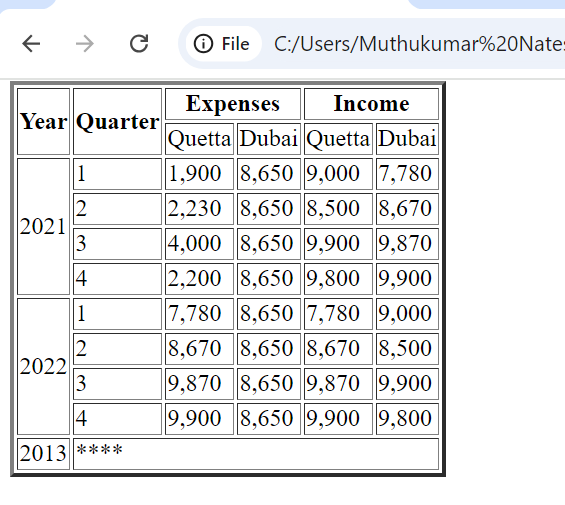 File C:/Users/Muthukumar%20Nate
Year Quarter Expenses Income
Quetta Dubai Quetta Dubai
2021 1 1,900 8,650 9,000 7,780
2 2,230 8,650 8,500 8,670
3 4,000 8,650 9,900 9,870
4 2,200 8,650 9,800 9,900
2022 1 7,780 8,650 7,780 9,000
2 8,670 8,650 8,670 8,500
3 9,870 8,650 9,870 9,900
4 9,900 8,650 9,900 9,800
2013 ****